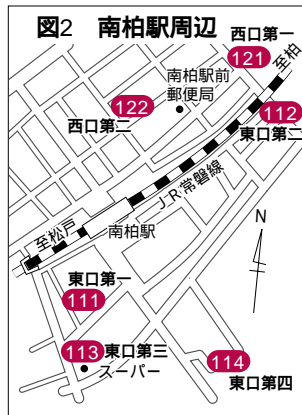 図2 南柏駅周辺
西口第一
121
至柏
南柏駅前
郵便局
122
西口第二
112
東口第二
JR常磐線
至松戸
南柏駅
N
東口第一
111
113
東口第三
スーパー
114
東口第四